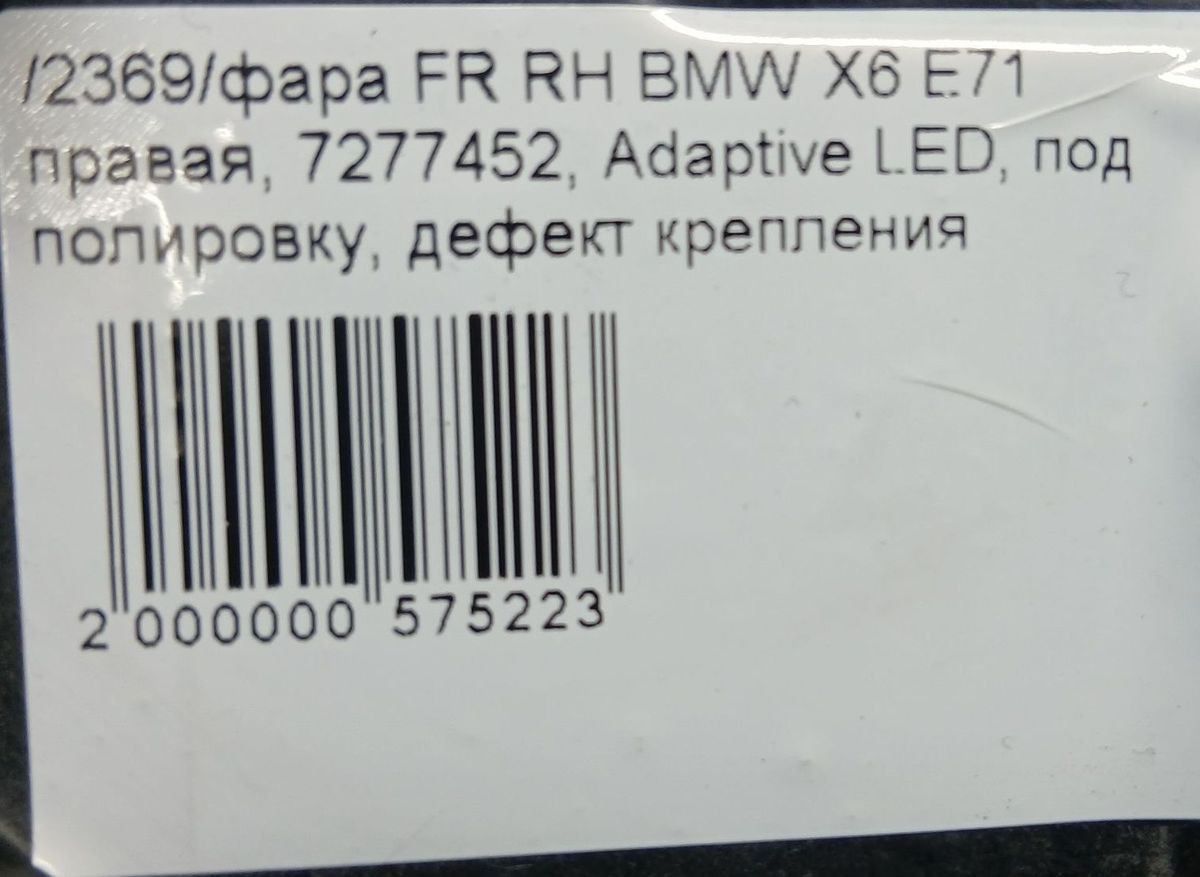 /2369/фара FR RH BMW X6 E71
правая, 7277452, Adaptive LED, под
полировку, дефект крепления
2 000000 575223